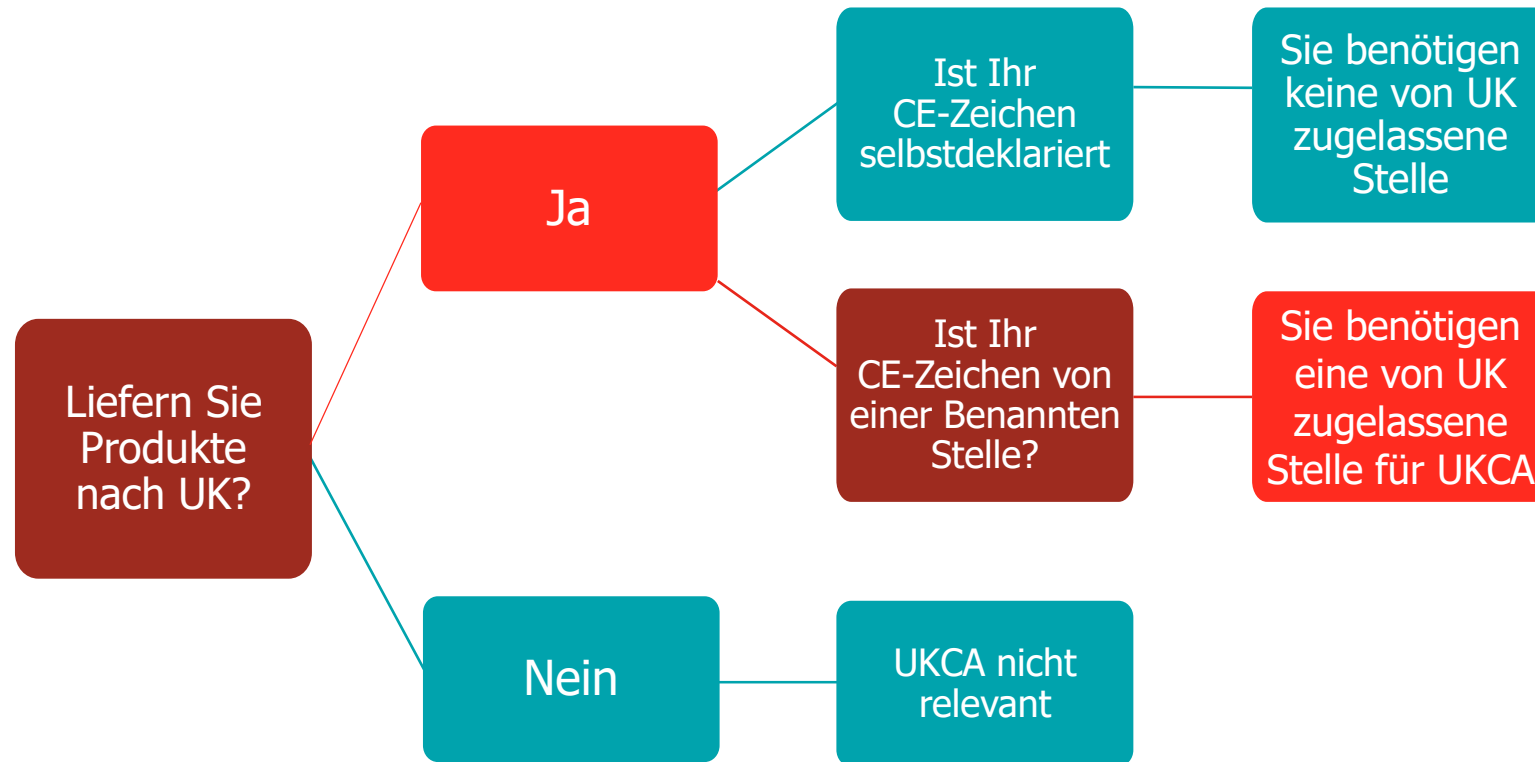 Liefern Sie
Produkte
nach UK?
Ja
Ist Ihr
CE-Zeichen
selbstdeklariert
Sie benötigen
keine von UK
zugelassene
Stelle
Ist Ihr
CE-Zeichen von
einer Benannten
Stelle?
Sie benötigen
eine von UK
zugelassene
Stelle für UKCA
Nein
UKCA nicht
relevant